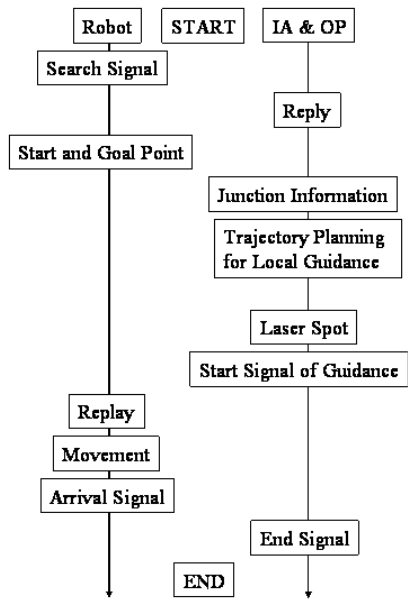 Robot START IA & OP
Search Signal
Reply
Start and Goal Point
Junction Information
Trajectory Planning
for Local Guidance
Laser Spot
Start Signal of Guidance
Replay
Movement
Arrival Signal
End Signal
END